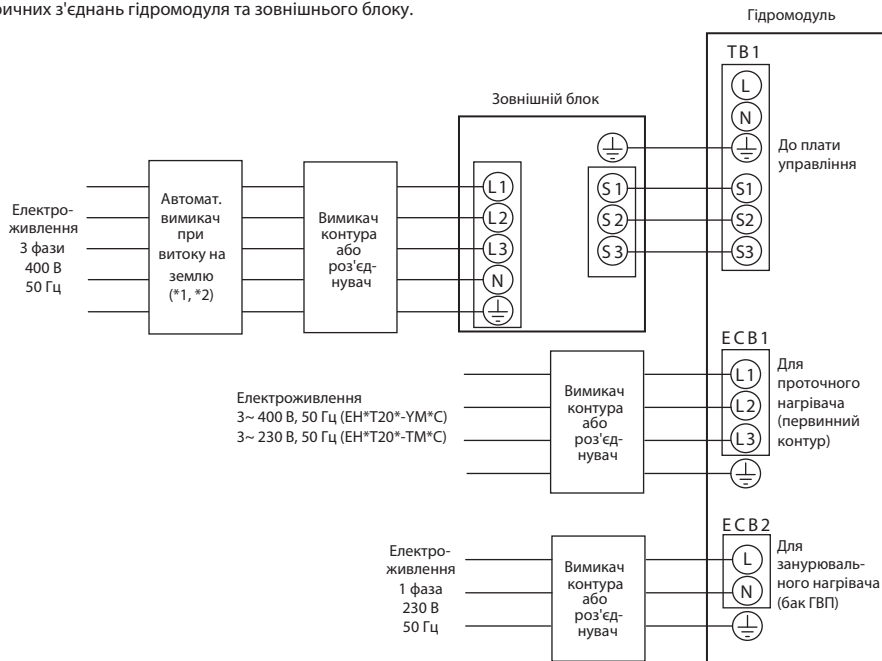 ричних з'єднань гідромодуля та зовнішнього блоку.
Гідромодуль
TB1
L
N
До плати
управління
S1
S2
S3
Зовнішній блок
L1
L2
L3
N
S1
S2
S3
Електро-
живлення
3 фази
400 В
50 Гц
Автомат.
вимикач
при
витоку на
землю
(*1, *2)
Вимикач
контура
або
роз'єд-
нувач
ECB1
L1
L2
L3
Для
проточного
нагрівача
(первинний
контур)
Електроживлення
3~ 400 В, 50 Гц (EH*T20*-YM*C)
3~ 230 В, 50 Гц (EH*T20*-TM*C)
Вимикач
контура
або
роз'єд-
нувач
ECB2
L
N
Для
занурюваль-
ного нагрівача
(бак ГВП)
Електро-
живлення
1 фаза
230 В
50 Гц
Вимикач
контура
або
роз'єд-
нувач